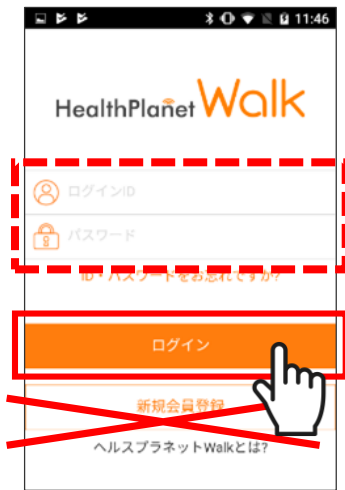 11:46
HealthPlanet Walk
ログインID
パスワード
ID・パスワードをお忘れですか?
ログイン
新規会員登録
ヘルスプラネットWalkとは?